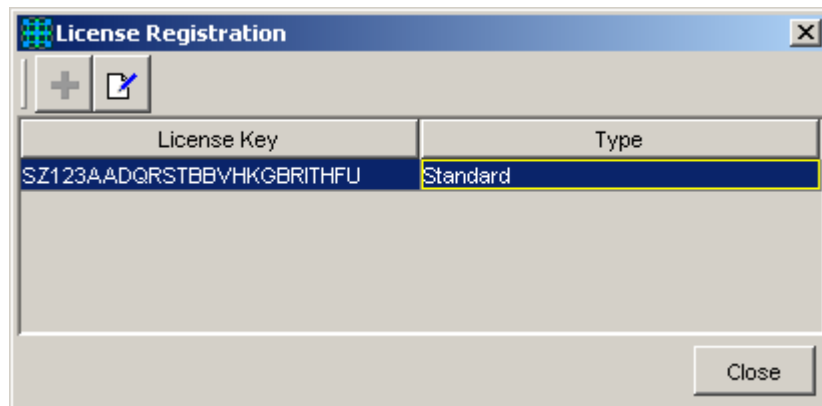 License Registration
License Key Type
SZ123AADQRSTBBVHKGBRITHFU Standard
Close